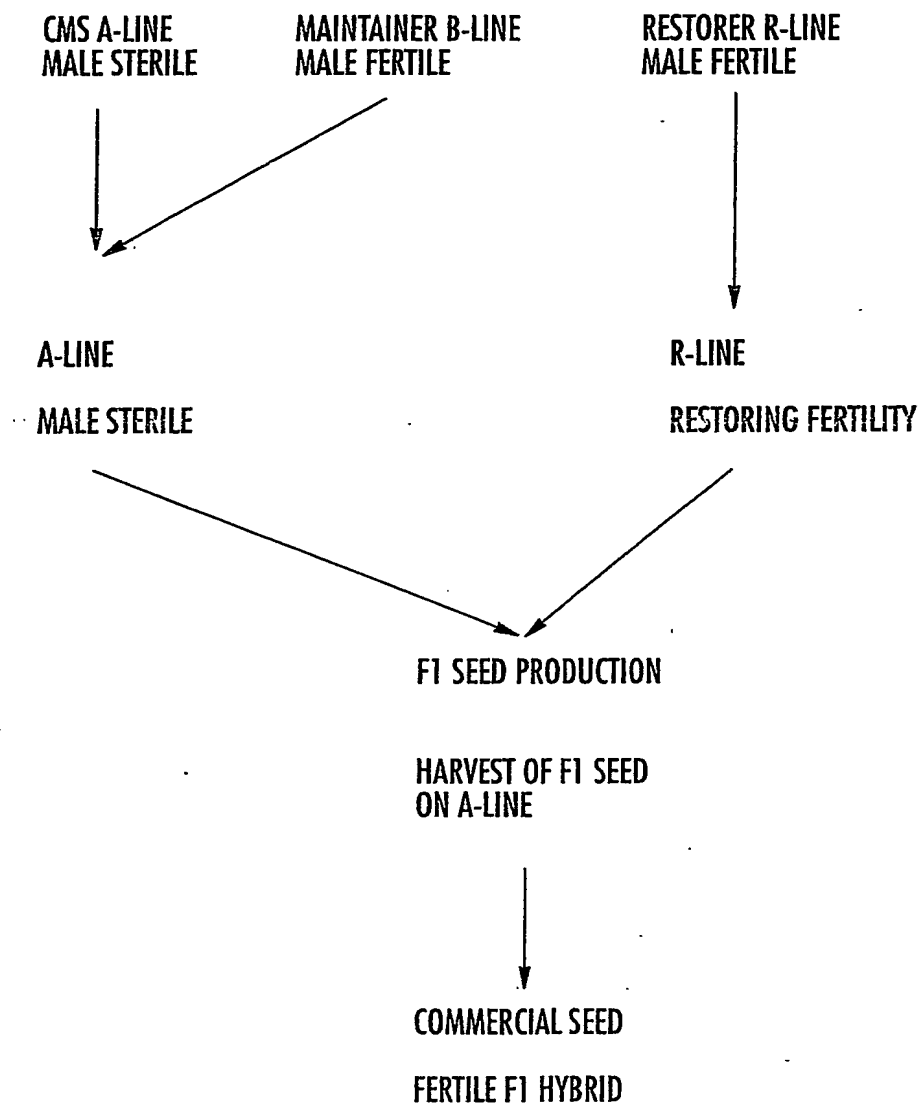 CMS A-LINE
MALE STERILE
MAINTAINER B-LINE
MALE FERTILE
RESTORER R-LINE
MALE FERTILE
A-LINE
MALE STERILE
R-LINE
RESTORING FERTILITY
F1 SEED PRODUCTION
HARVEST OF F1 SEED
ON A-LINE
COMMERCIAL SEED
FERTILE F1 HYBRID